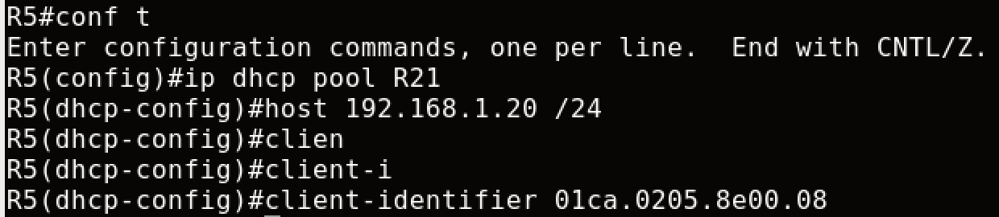 R5#conf t
Enter configuration commands, one per line.  End with CNTL/Z.
R5(config)#ip dhcp pool R21
R5(dhcp-config)#host 192.168.1.20 /24
R5(dhcp-config)#clien
R5(dhcp-config)#client-i
R5(dhcp-config)#client-identifier 01ca.0205.8e00.08